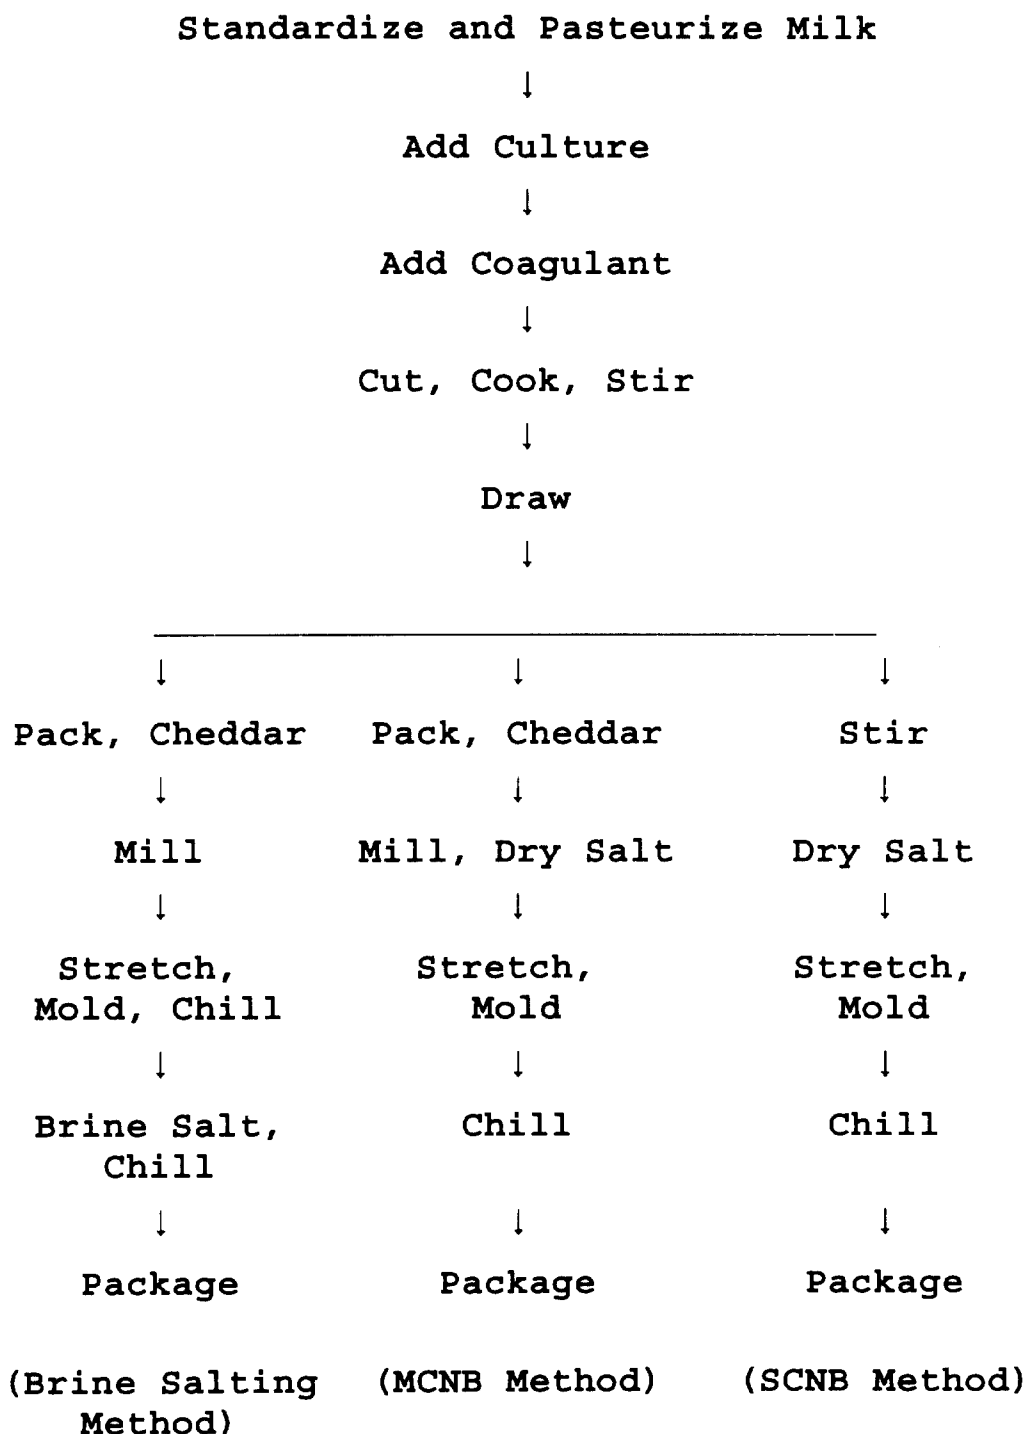 Standardize and Pasteurize Milk
↓
Add Culture
↓
Add Coagulant
↓
Cut, Cook, Stir
↓
Draw
↓
↓ ↓ ↓
Pack, Cheddar Pack, Cheddar Stir
↓ ↓ ↓
Mill Mill, Dry Salt Dry Salt
↓ ↓ ↓
Stretch, Stretch, Stretch,
Mold, Chill Mold Mold
↓ ↓ ↓
Brine Salt, Chill Chill
Chill
↓ ↓ ↓
Package Package Package
(Brine Salting (MCNB Method) (SCNB Method)
Method)